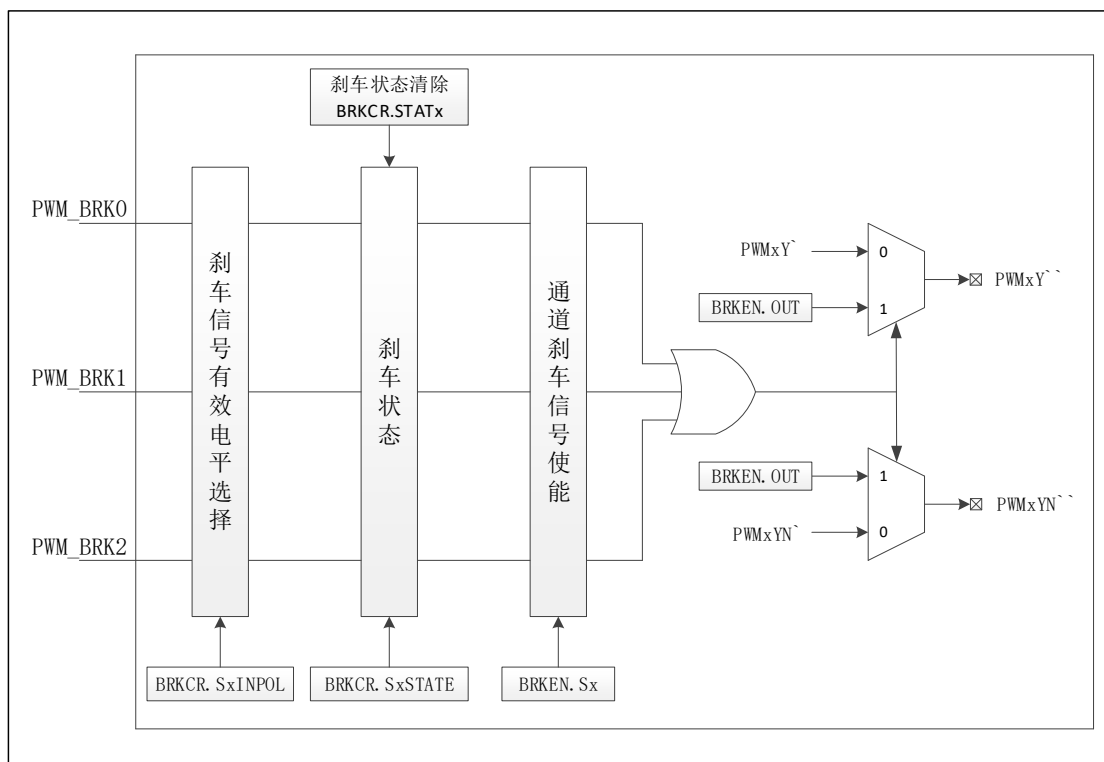 刹车状态清除
BRKCR.STATx
PWM_BRK0
PWM_BRK1
PWM_BRK2
刹车信号有效电平选择
刹车状态
通道刹车信号使能
BRKCR.SxINPOL
BRKCR.SxSTATE
BRKEN.Sx
PWMxY`
0
BRKEN.OUT
1
PWMxY``
BRKEN.OUT
1
PWMxYN`
0
PWMxYN``